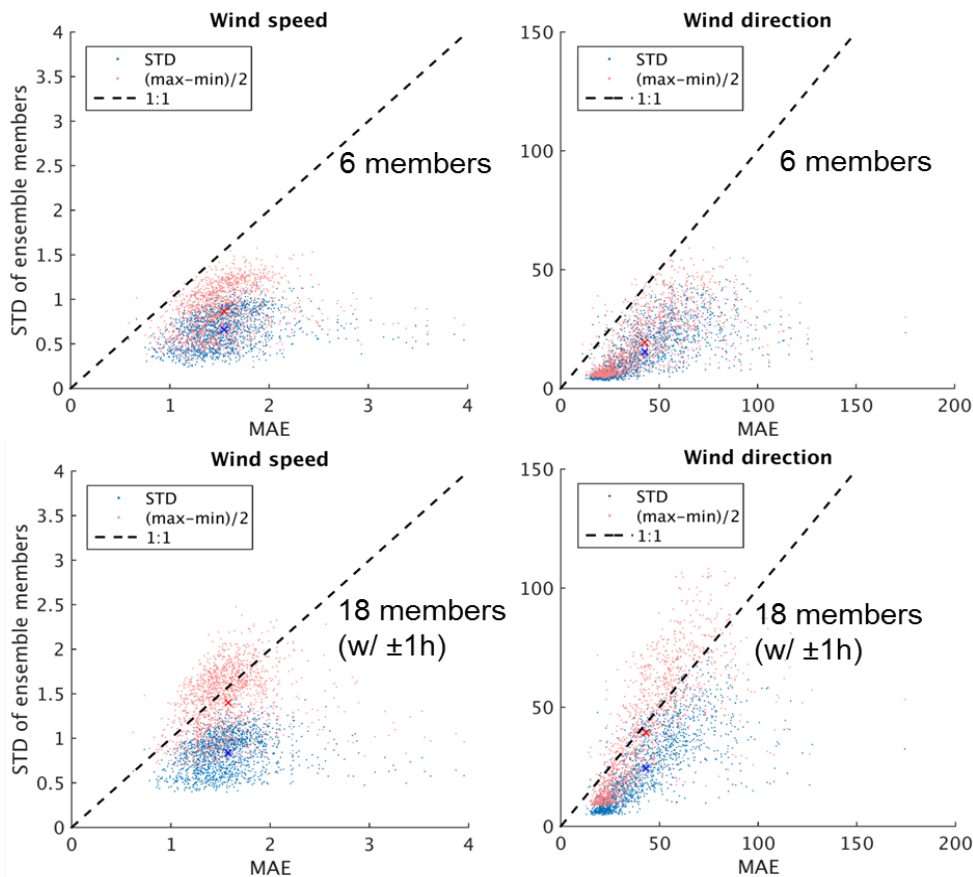 Wind speed
4
3.5
3
2.5
2
1.5
1
0.5
0
STD of ensemble members
STD
(max-min)/2
1:1
6 members
0 1 2 3 4
MAE
Wind direction
150
100
50
0
STD
(max-min)/2
1:1
6 members
0 50 100 150 200
MAE
Wind speed
4
3.5
3
2.5
2
1.5
1
0.5
0
STD of ensemble members
STD
(max-min)/2
1:1
18 members
(w/ ±1h)
0 1 2 3 4
MAE
Wind direction
150
100
50
0
STD
(max-min)/2
1:1
18 members
(w/ ±1h)
0 50 100 150 200
MAE